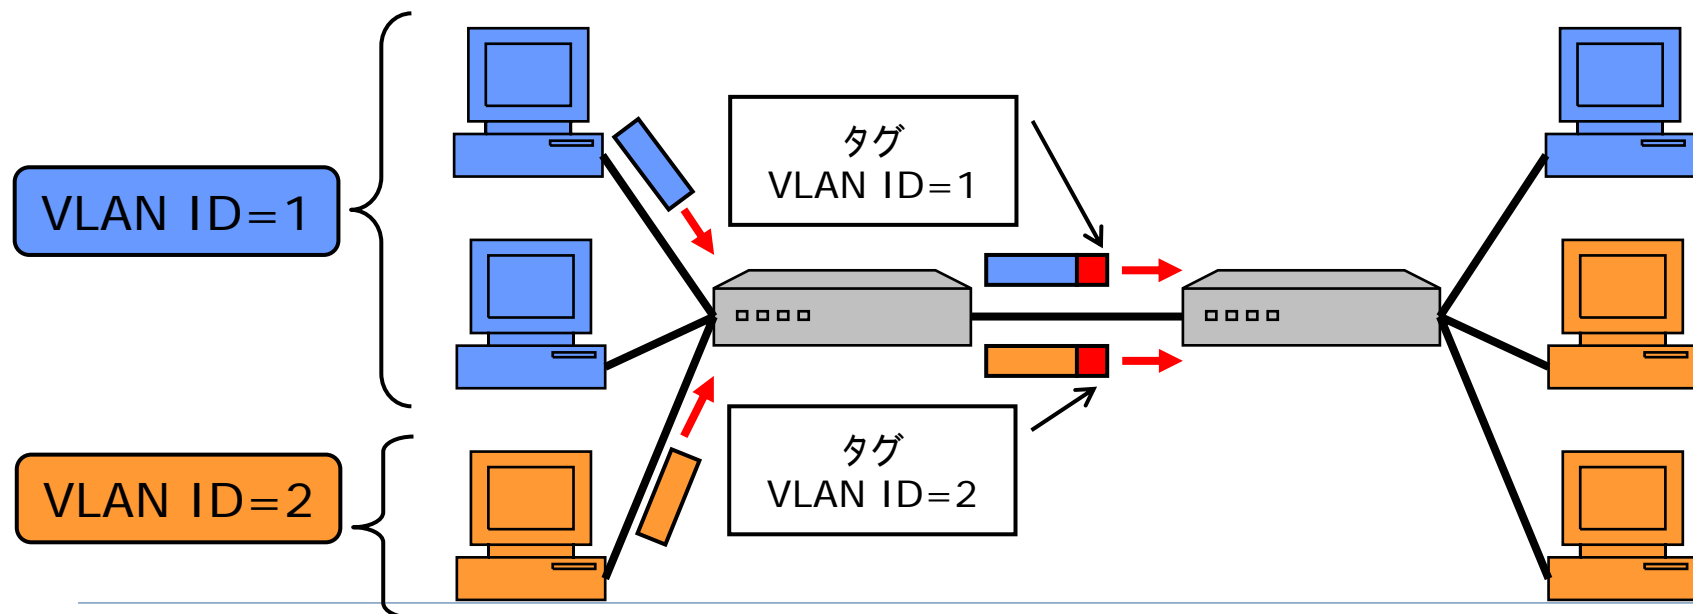 VLAN ID=1
タグ
VLAN ID=1
タグ
VLAN ID=2
VLAN ID=2